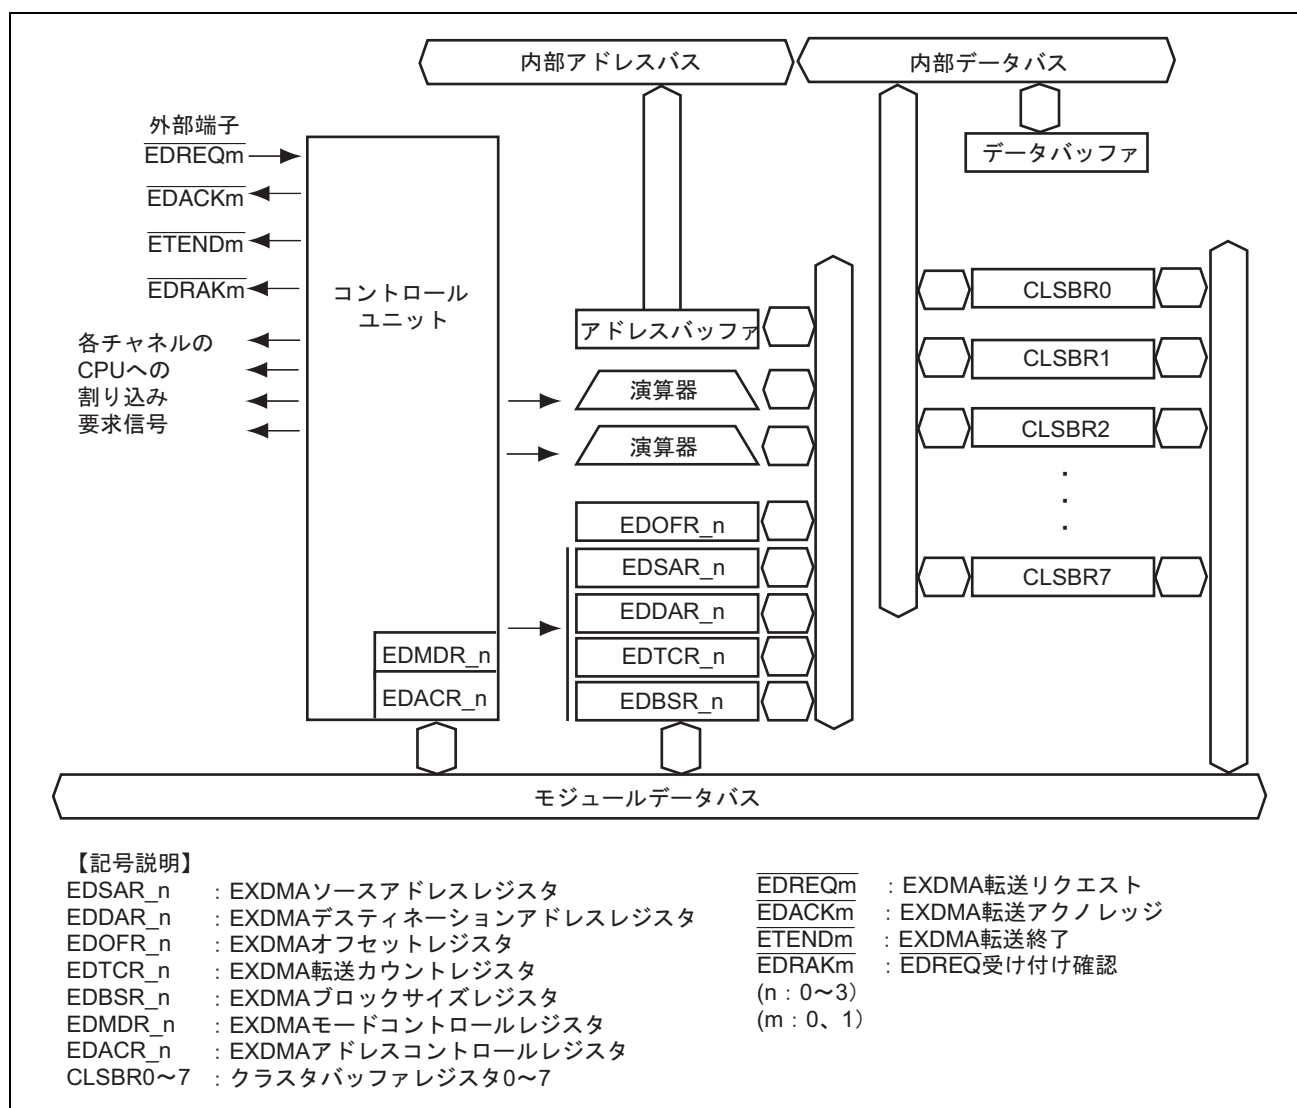 内部アドレスバス
内部データバス
外部端子
EDREQm
EDACKm
ETENDm
EDRAKm
各チャネルの
CPUへの
割り込み
要求信号
コントロール
ユニット
EDMDR_n
EDACR_n
データバッファ
アドレスバッファ
演算器
演算器
EDOFR_n
EDSAR_n
EDDAR_n
EDTCR_n
EDBSR_n
CLSBR0
CLSBR1
CLSBR2
・
・
・
CLSBR7
モジュールデータバス
【記号説明】
EDSAR_n : EXDMAソースアドレスレジスタ
EDDAR_n : EXDMAデスティネーションアドレスレジスタ
EDOFR_n : EXDMAオフセットレジスタ
EDTCR_n : EXDMA転送カウントレジスタ
EDBSR_n : EXDMAブロックサイズレジスタ
EDMDR_n : EXDMAモードコントロールレジスタ
EDACR_n : EXDMAアドレスコントロールレジスタ
CLSBR0～7 : クラスタバッファレジスタ0～7
EDREQm : EXDMA転送リクエスト
EDACKm : EXDMA転送アクノレッジ
ETENDm : EXDMA転送終了
EDRAKm : EDREQ受け付け確認
(n : 0～3）
(m : 0、1）